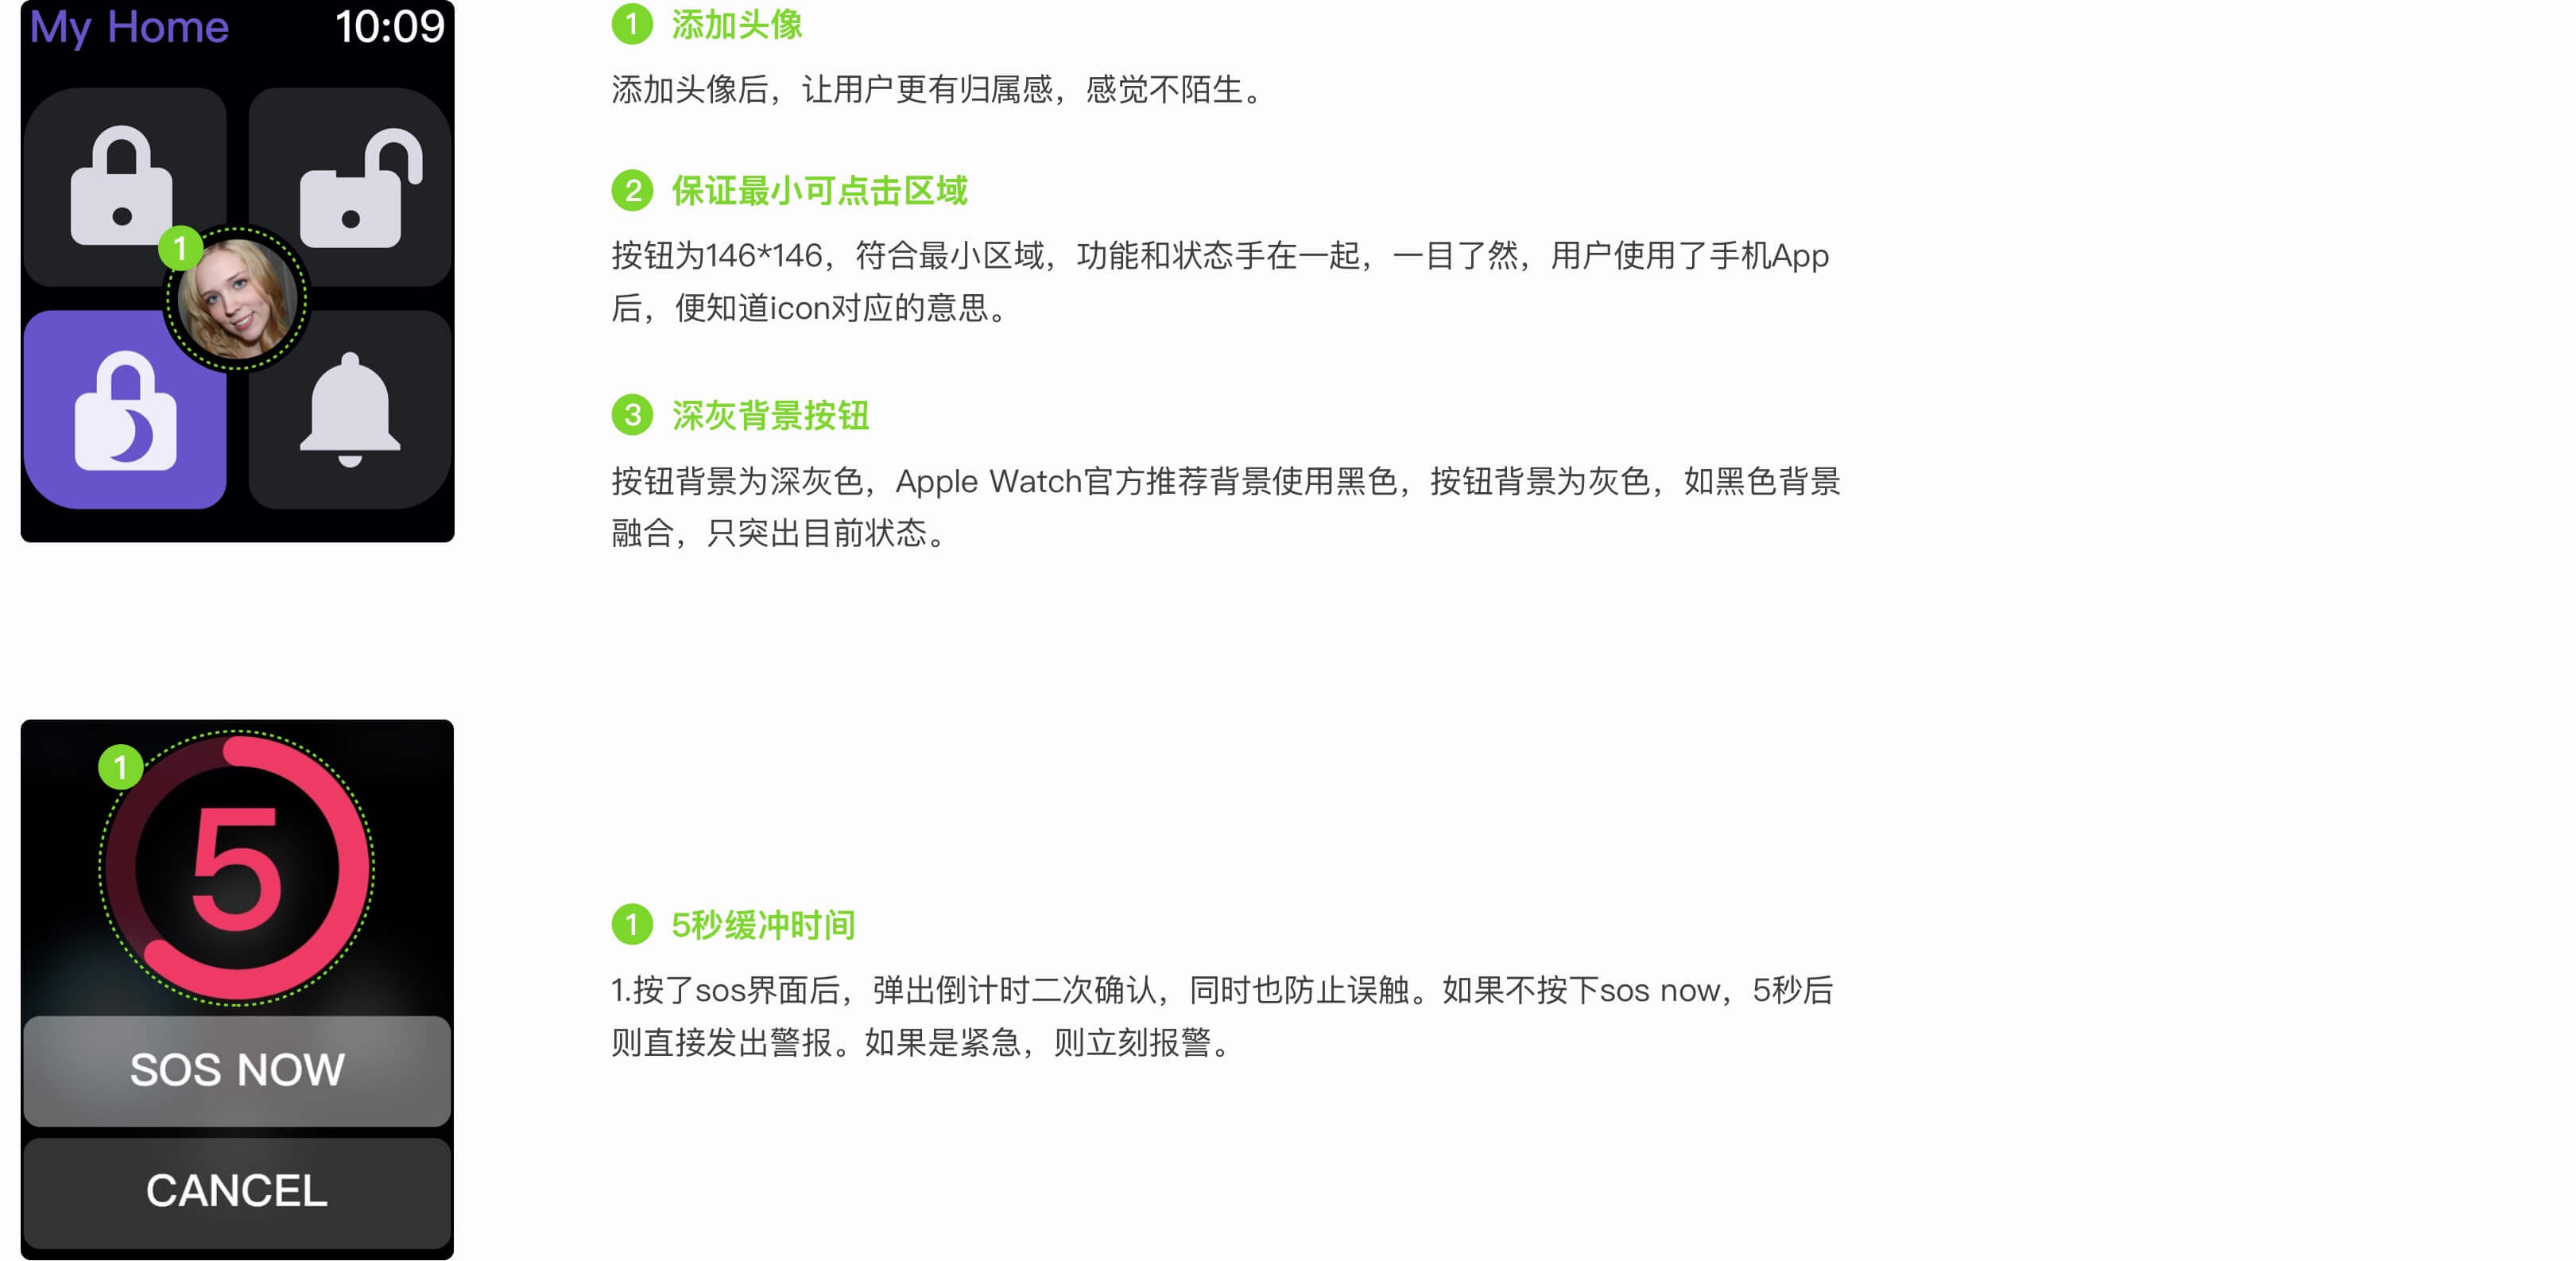 My Home 10:09
1
1 添加头像
添加头像后，让用户更有归属感，感觉不陌生。
2 保证最小可点击区域
按钮为146*146，符合最小区域，功能和状态手在一起，一目了然，用户使用了手机App
后，便知道icon对应的意思。
3 深灰背景按钮
按钮背景为深灰色，Apple Watch官方推荐背景使用黑色，按钮背景为灰色，如黑色背景
融合，只突出目前状态。
1
5
SOS NOW
CANCEL
1 5秒缓冲时间
1.按了sos界面后，弹出倒计时二次确认，同时也防止误触。如果不按下sos now，5秒后
则直接发出警报。如果是紧急，则立刻报警。